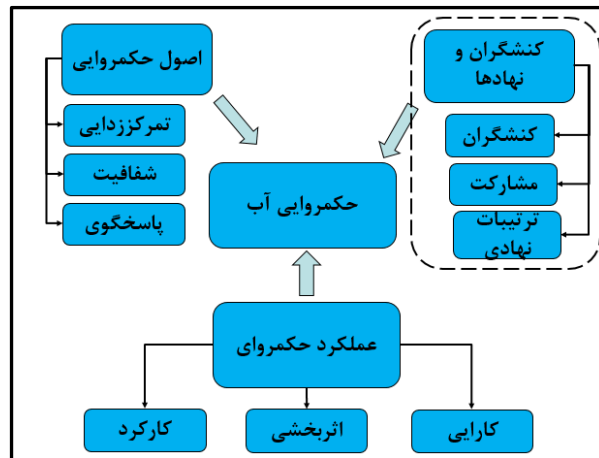 کنشگران و
نهادها
کنشگران
مشارکت
ترتیبات
نهادی
اصول حکمروایی
تمرکززدایی
شفافیت
پاسخگوی
حکمروایی آب
عملکرد حکمروای
کارایی
اثربخشی
کارکرد